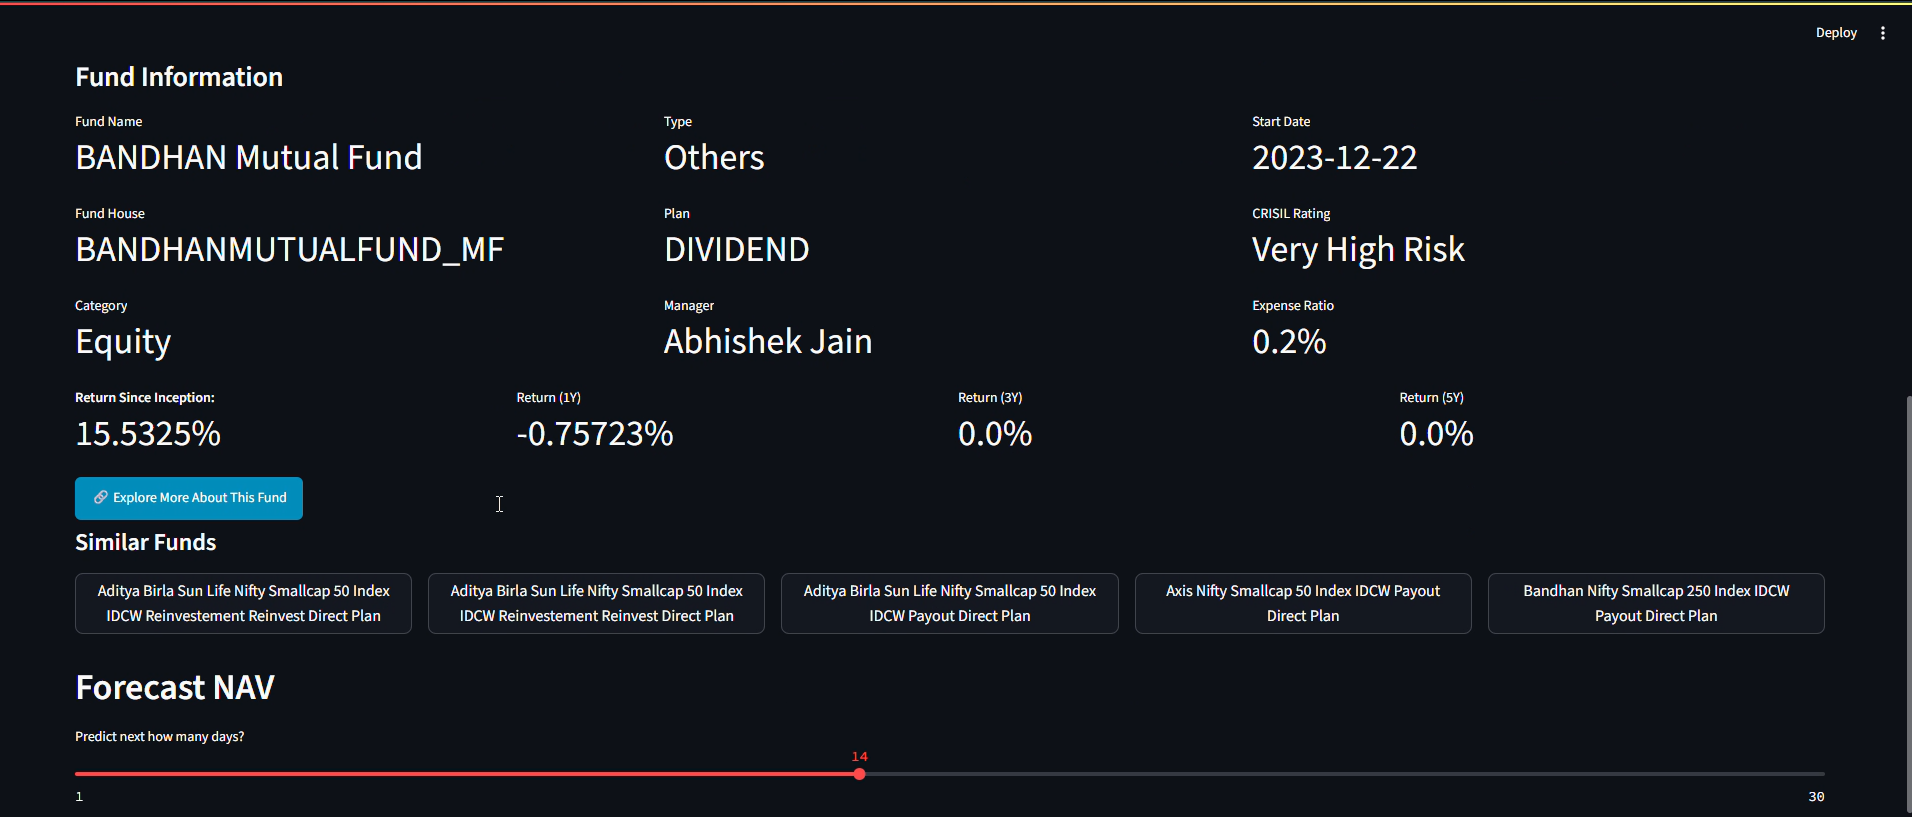 Deploy
Fund Information
Fund Name
BANDHAN Mutual Fund
Type
Others
Start Date
2023-12-22
Fund House
BANDHANMUTUALFUND_MF
Plan
DIVIDEND
CRISIL Rating
Very High Risk
Category
Equity
Manager
Abhishek Jain
Expense Ratio
0.2%
Return Since Inception:
15.5325%
Return (1Y)
-0.75723%
Return (3Y)
0.0%
Return (5Y)
0.0%
Explore More About This Fund
Similar Funds
Aditya Birla Sun Life Nifty Smallcap 50 Index
IDCW Reinvestement Reinvest Direct Plan
Aditya Birla Sun Life Nifty Smallcap 50 Index
IDCW Reinvestement Reinvest Direct Plan
Aditya Birla Sun Life Nifty Smallcap 50 Index
IDCW Payout Direct Plan
Axis Nifty Smallcap 50 Index IDCW Payout
Direct Plan
Bandhan Nifty Smallcap 250 Index IDCW
Payout Direct Plan
Forecast NAV
Predict next how many days?
14
1
30